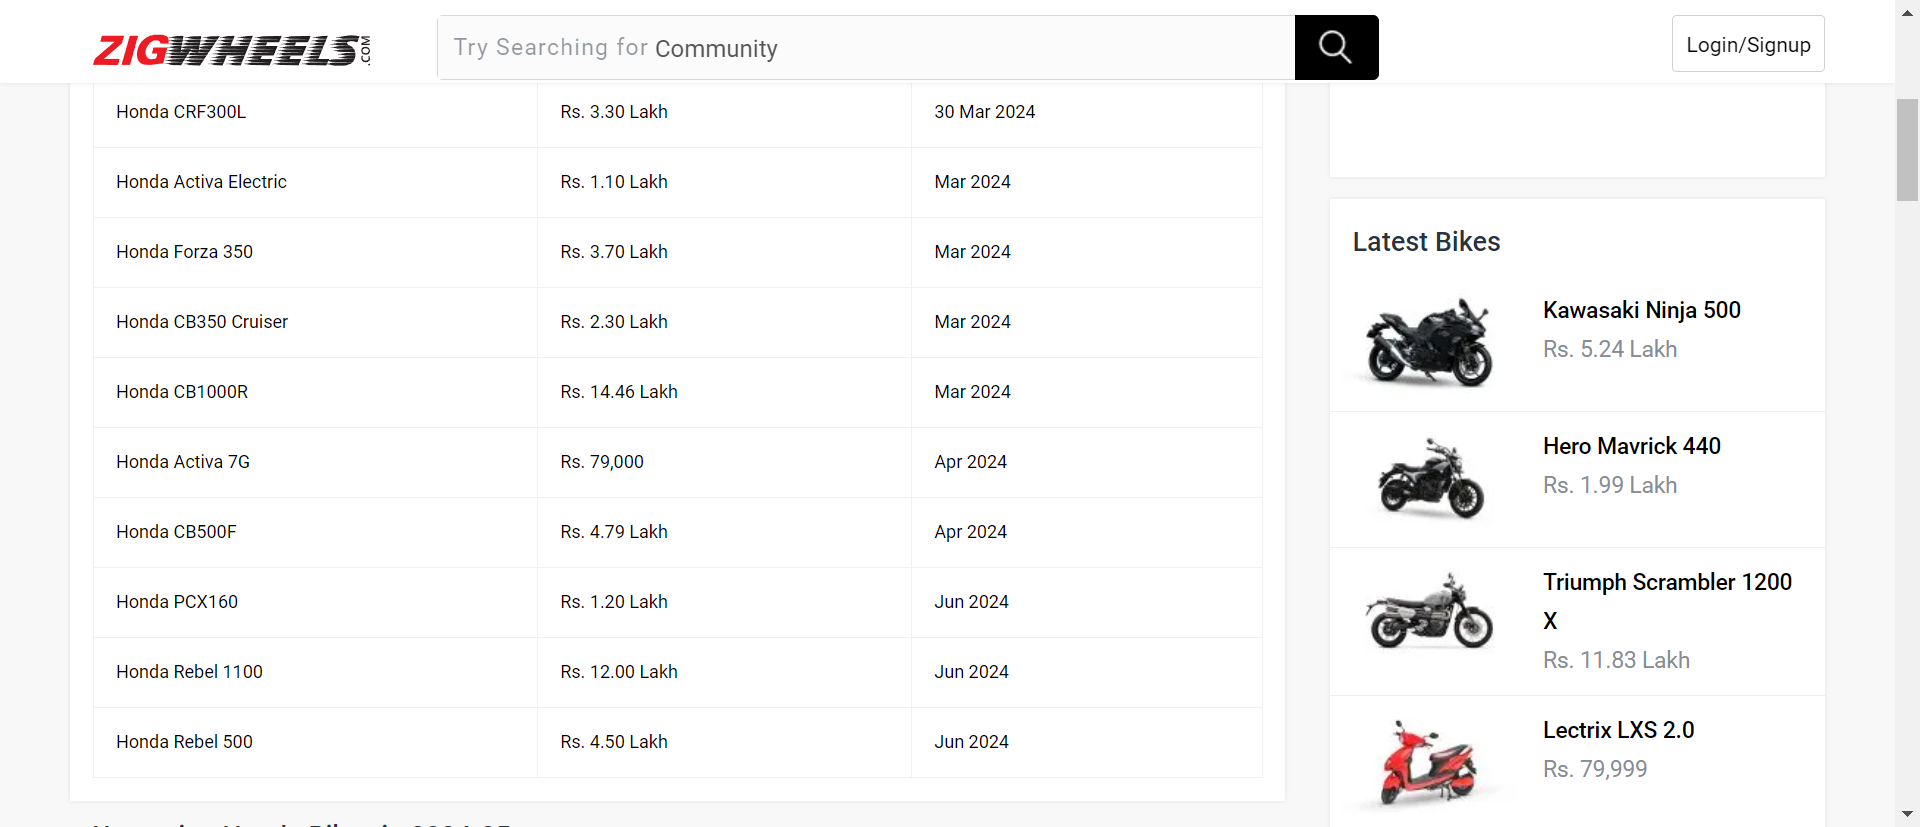 ZIGWHEELS.COM
Try Searching for Community
Login/Signup
Honda CRF300L Rs. 3.30 Lakh 30 Mar 2024
Honda Activa Electric Rs. 1.10 Lakh Mar 2024
Honda Forza 350 Rs. 3.70 Lakh Mar 2024
Honda CB350 Cruiser Rs. 2.30 Lakh Mar 2024
Honda CB1000R Rs. 14.46 Lakh Mar 2024
Honda Activa 7G Rs. 79,000 Apr 2024
Honda CB500F Rs. 4.79 Lakh Apr 2024
Honda PCX160 Rs. 1.20 Lakh Jun 2024
Honda Rebel 1100 Rs. 12.00 Lakh Jun 2024
Honda Rebel 500 Rs. 4.50 Lakh Jun 2024
Latest Bikes
Kawasaki Ninja 500
Rs. 5.24 Lakh
Hero Mavrick 440
Rs. 1.99 Lakh
Triumph Scrambler 1200
X
Rs. 11.83 Lakh
Lectrix LXS 2.0
Rs. 79,999